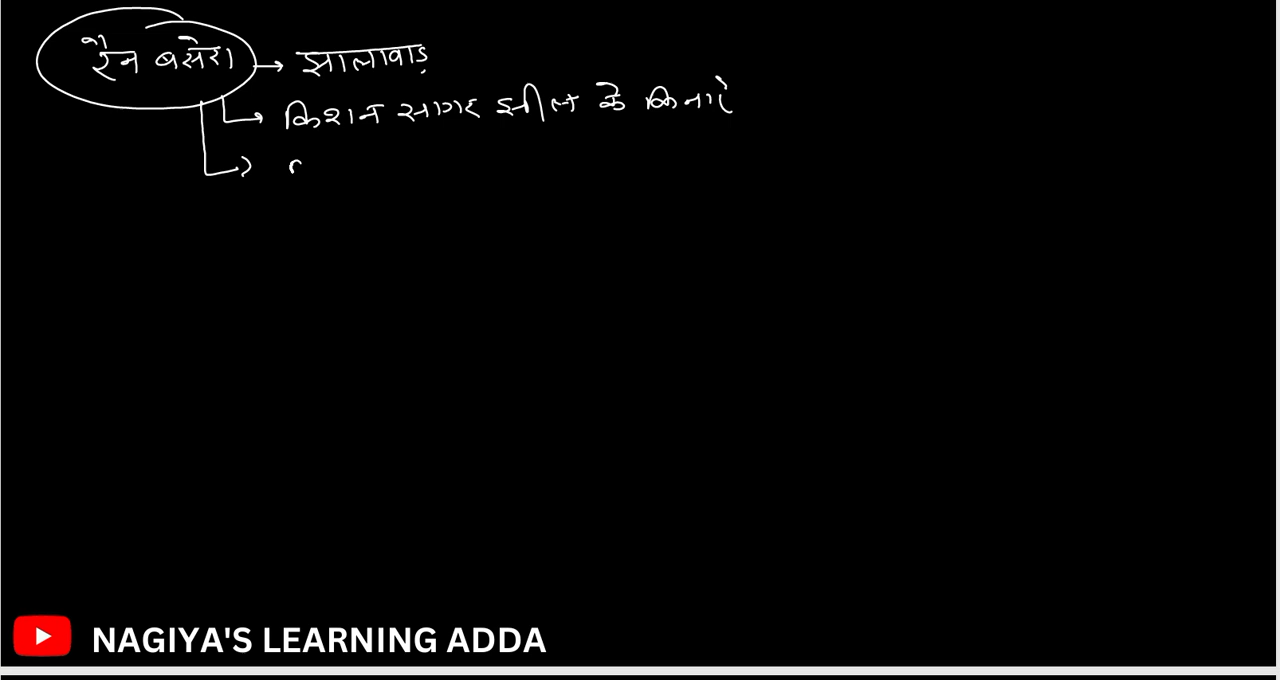 रैन बसेरा → झालावाड़
→ किशन सागर झील के किनारे
→
NAGIYA'S LEARNING ADDA